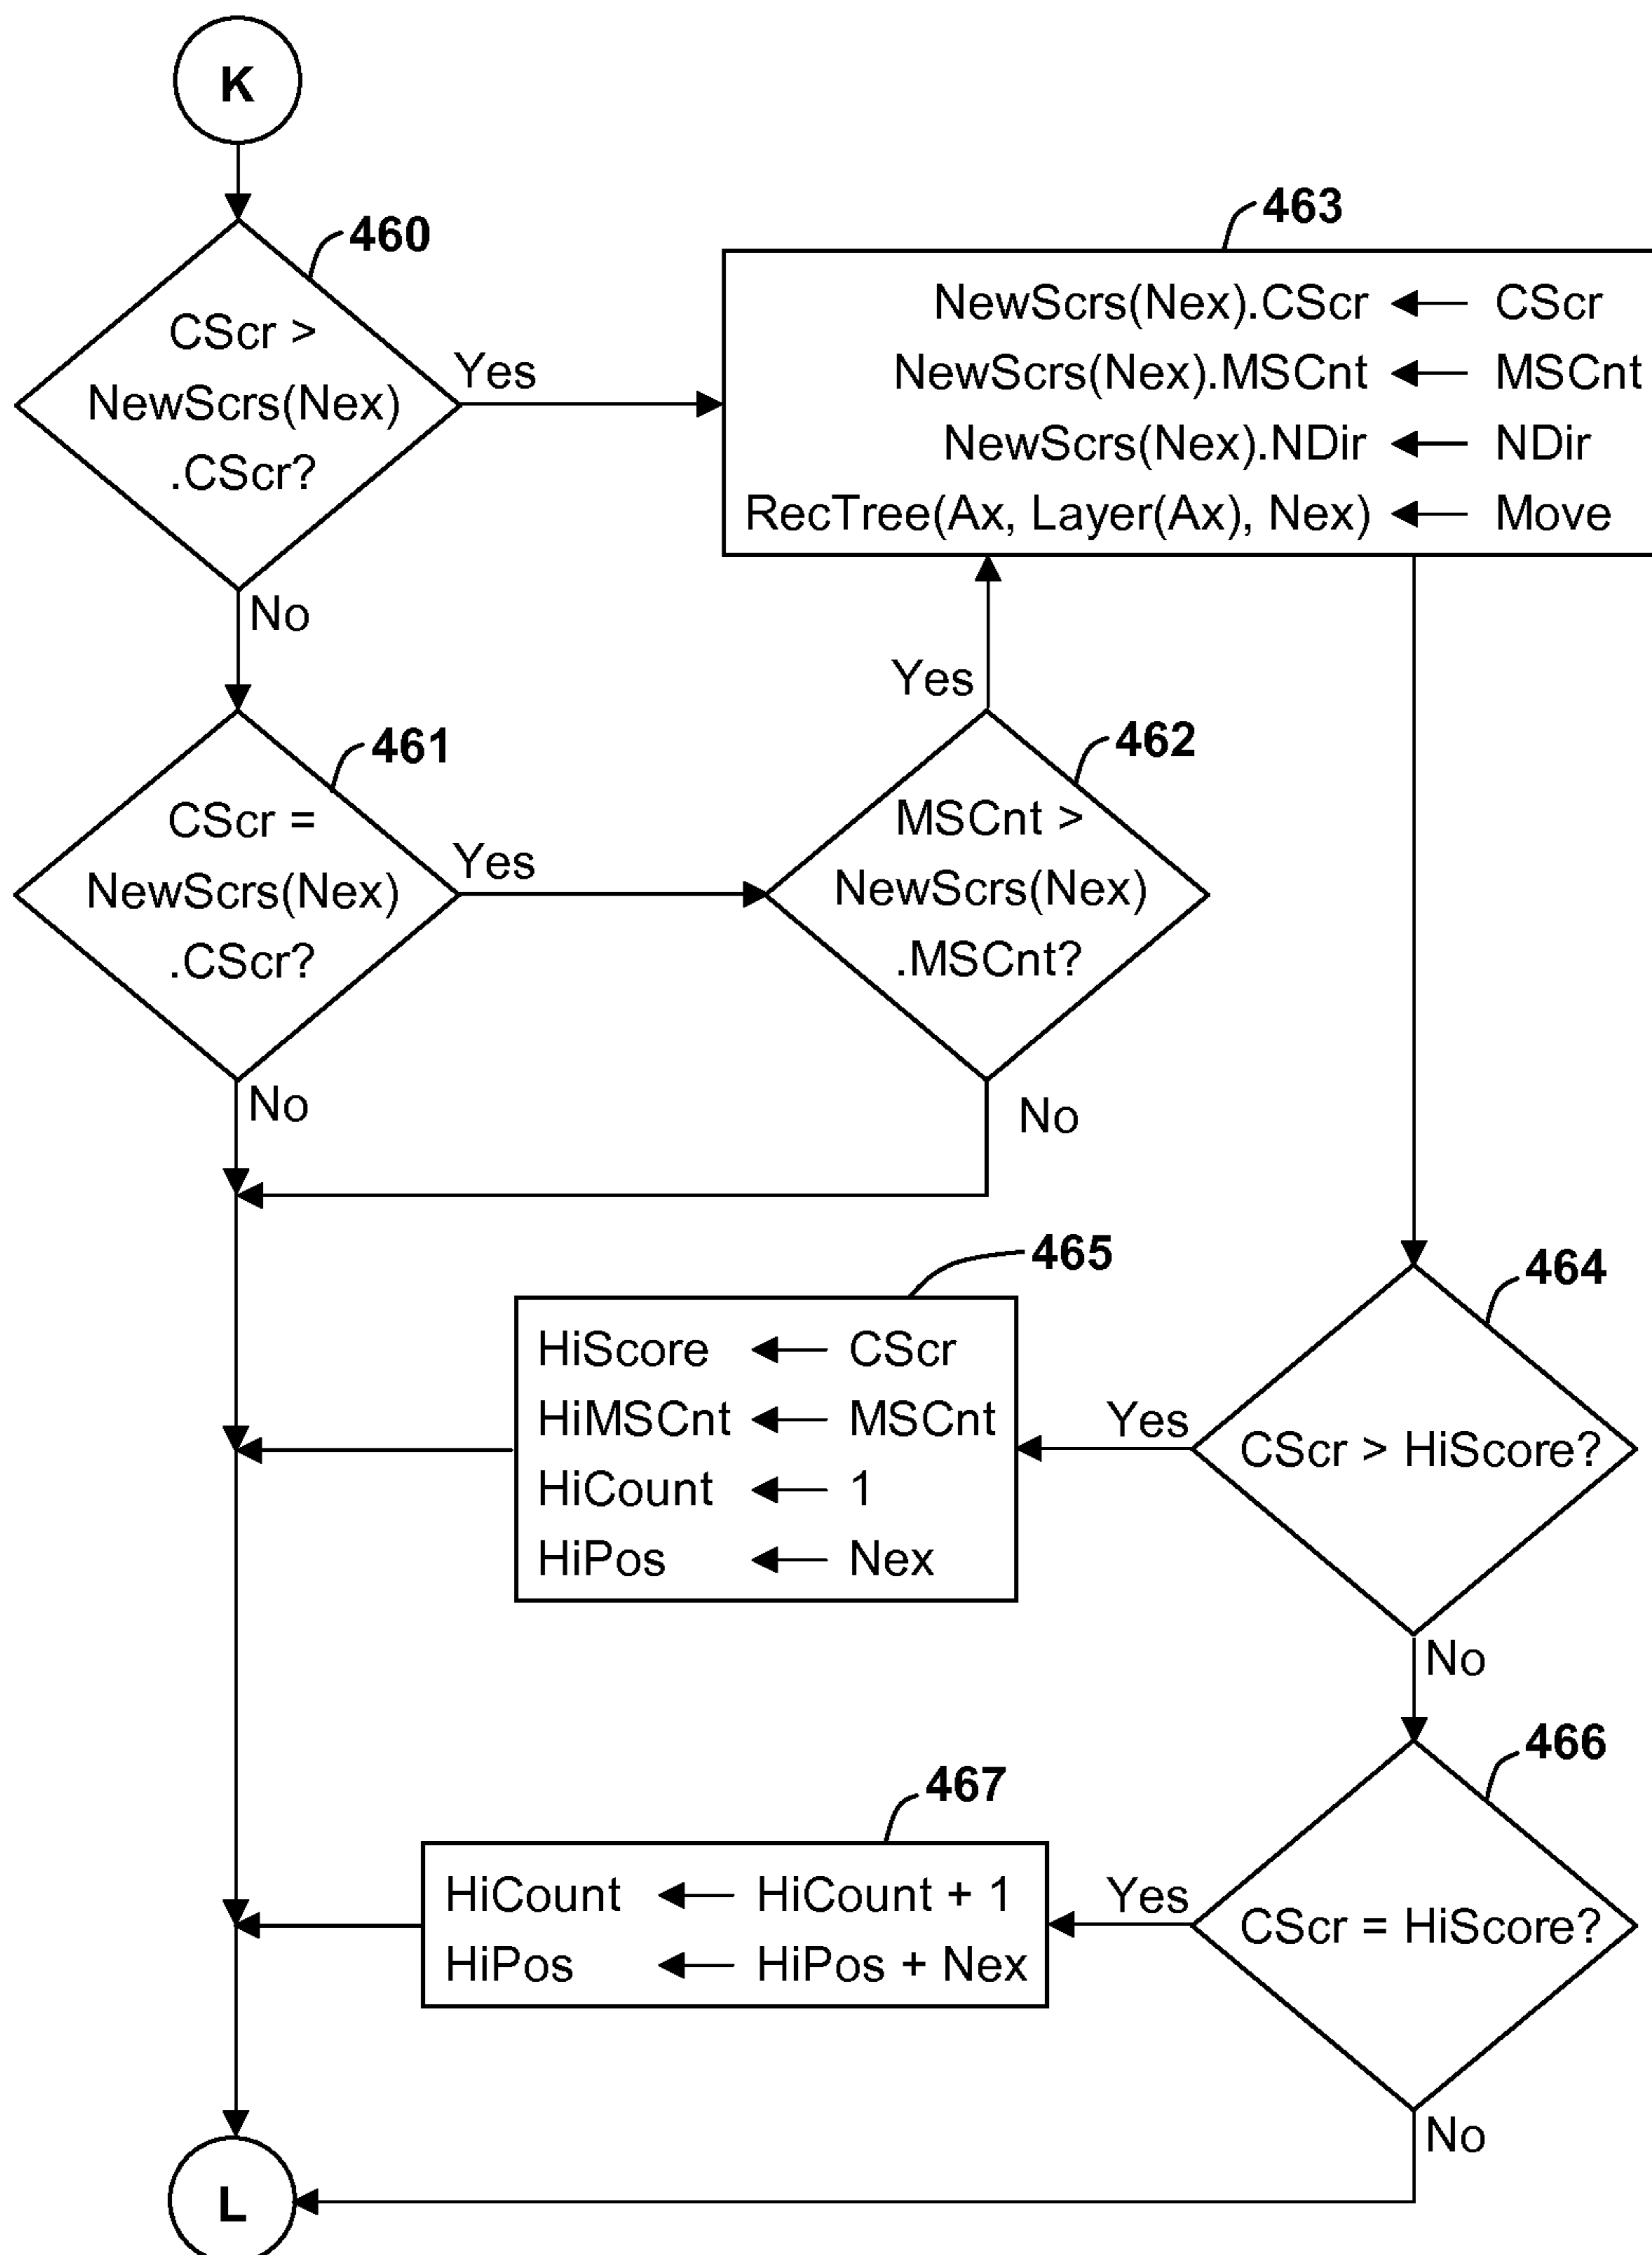 K
460
CScr >
NewScrs(Nex)
.CScr?
Yes
No
463
NewScrs(Nex).CScr ← CScr
NewScrs(Nex).MSCnt ← MSCnt
NewScrs(Nex).NDir ← NDir
RecTree(Ax, Layer(Ax), Nex) ← Move
461
CScr =
NewScrs(Nex)
.CScr?
Yes
No
462
MSCnt >
NewScrs(Nex)
.MSCnt?
Yes
No
464
CScr > HiScore?
Yes
No
465
HiScore ← CScr
HiMSCnt ← MSCnt
HiCount ← 1
HiPos ← Nex
466
CScr = HiScore?
Yes
No
467
HiCount ← HiCount + 1
HiPos ← HiPos + Nex
L